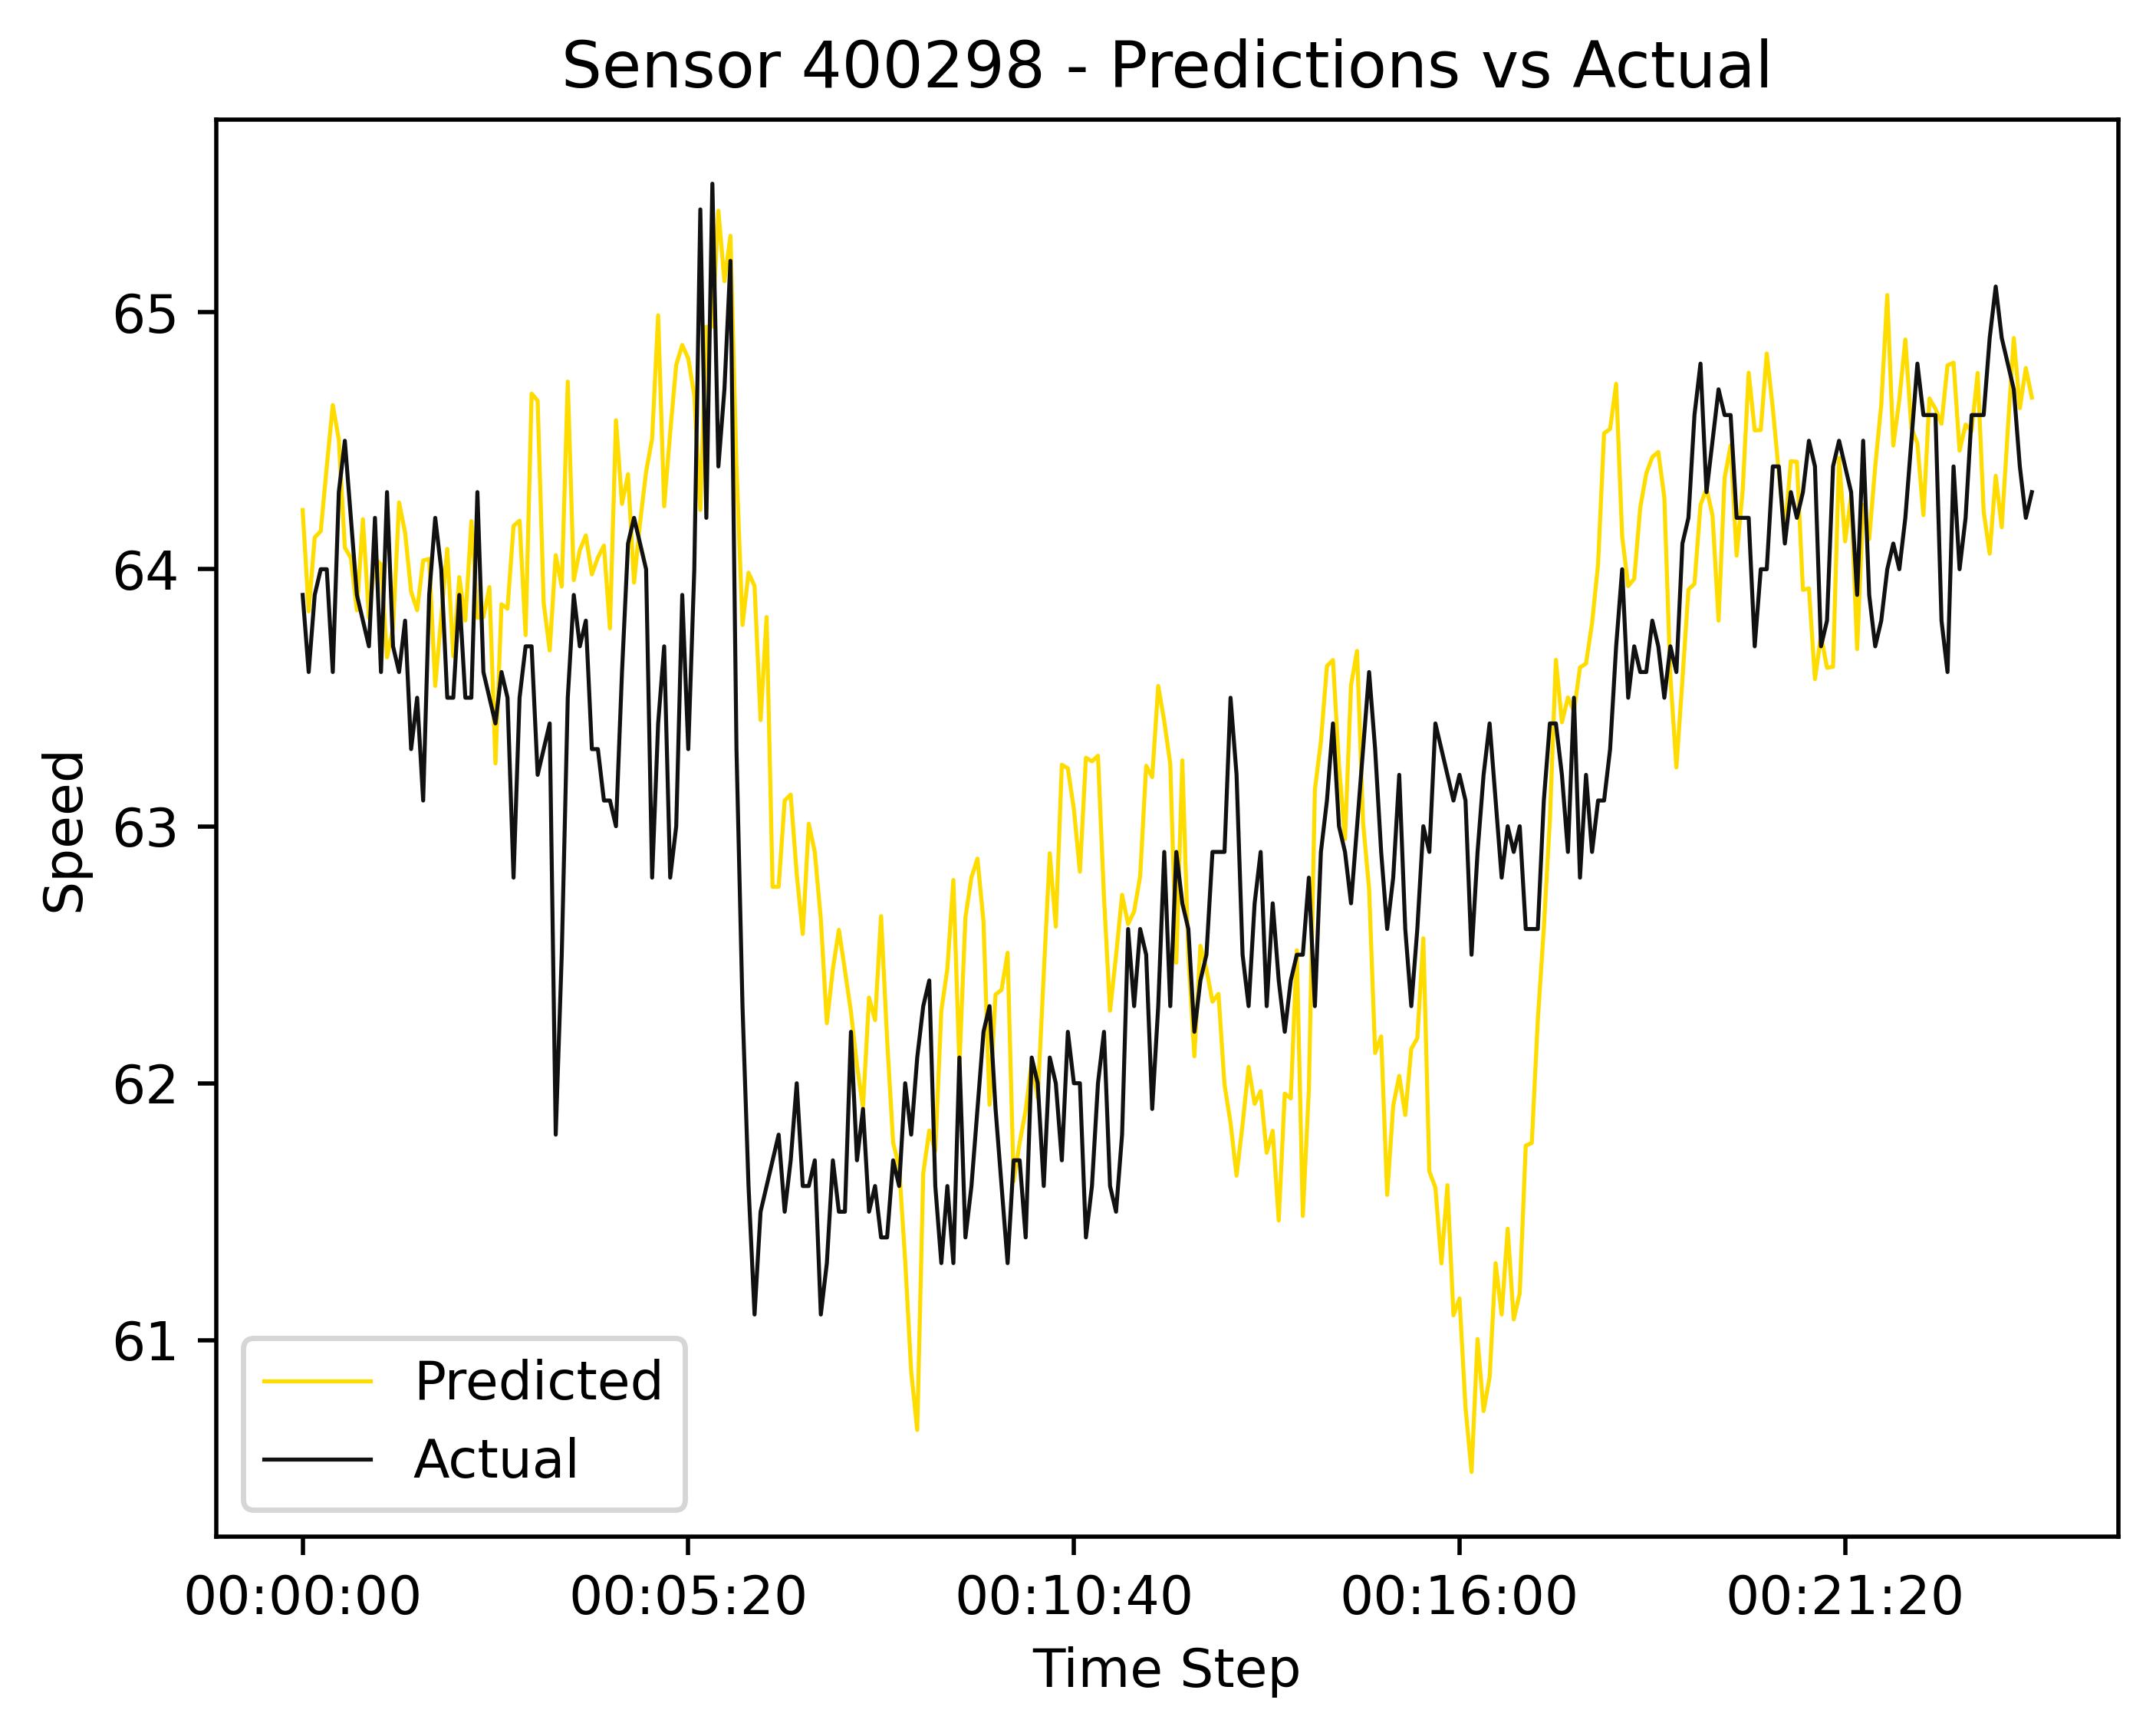 Sensor 400298 - Predictions vs Actual
Speed
65
64
63
62
61
Predicted
Actual
00:00:00 00:05:20 00:10:40 00:16:00 00:21:20
Time Step